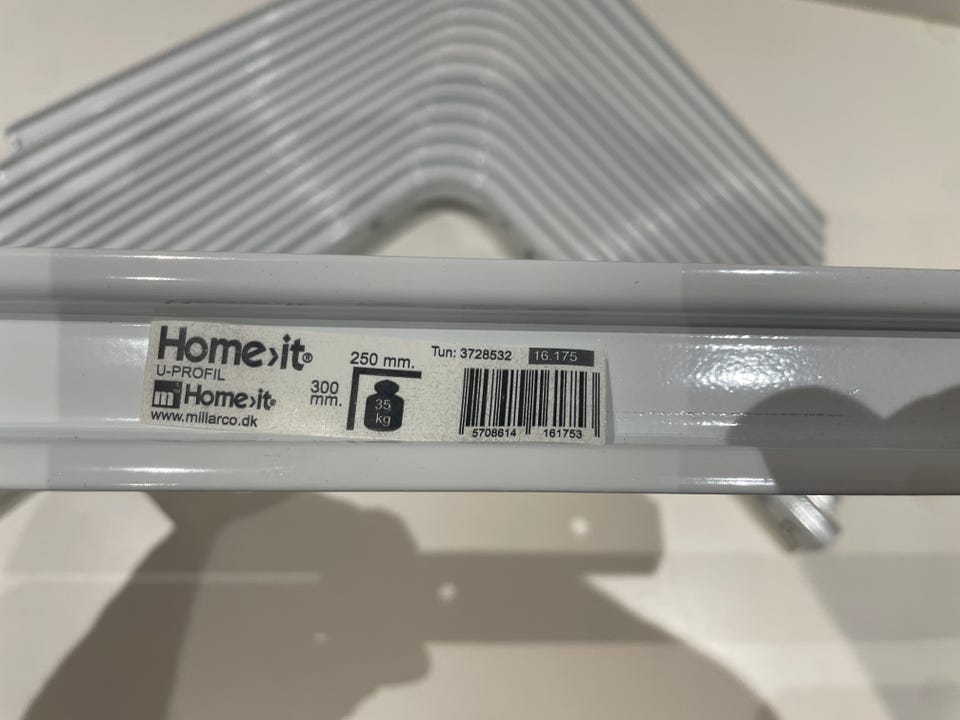 Home›it®
U-PROFIL
m Home›it®
www.millarco.dk
250 mm.
300
mm.
35
kg
Tun: 3728532 16.175
5708614 161753